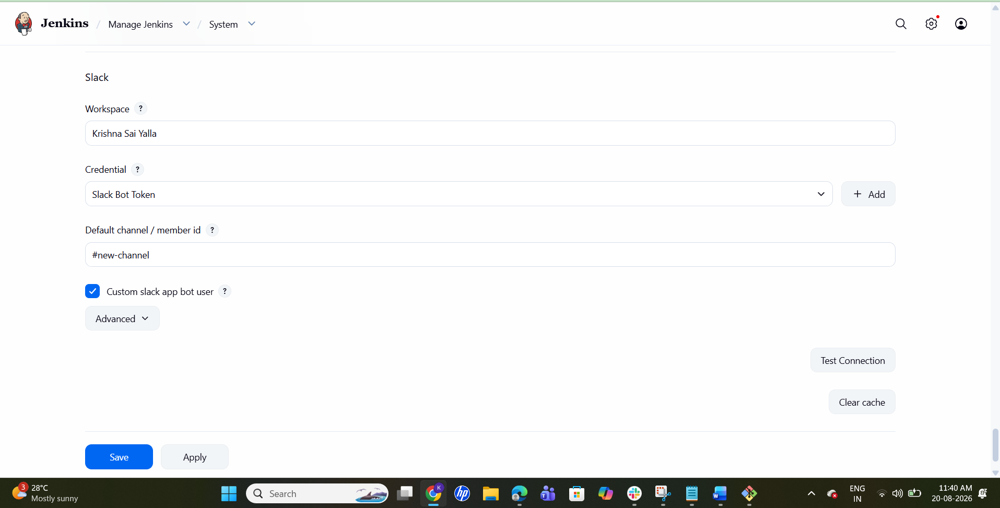 Jenkins / Manage Jenkins / System
Slack
Workspace ?
Krishna Sai Yalla
Credential ?
Slack Bot Token
+ Add
Default channel / member id ?
#new-channel
Custom slack app bot user ?
Advanced
Test Connection
Clear cache
Save
Apply
3
28°C
Mostly sunny
Search
K
hp
T
W
ENG
IN
11:40 AM
20-08-2026